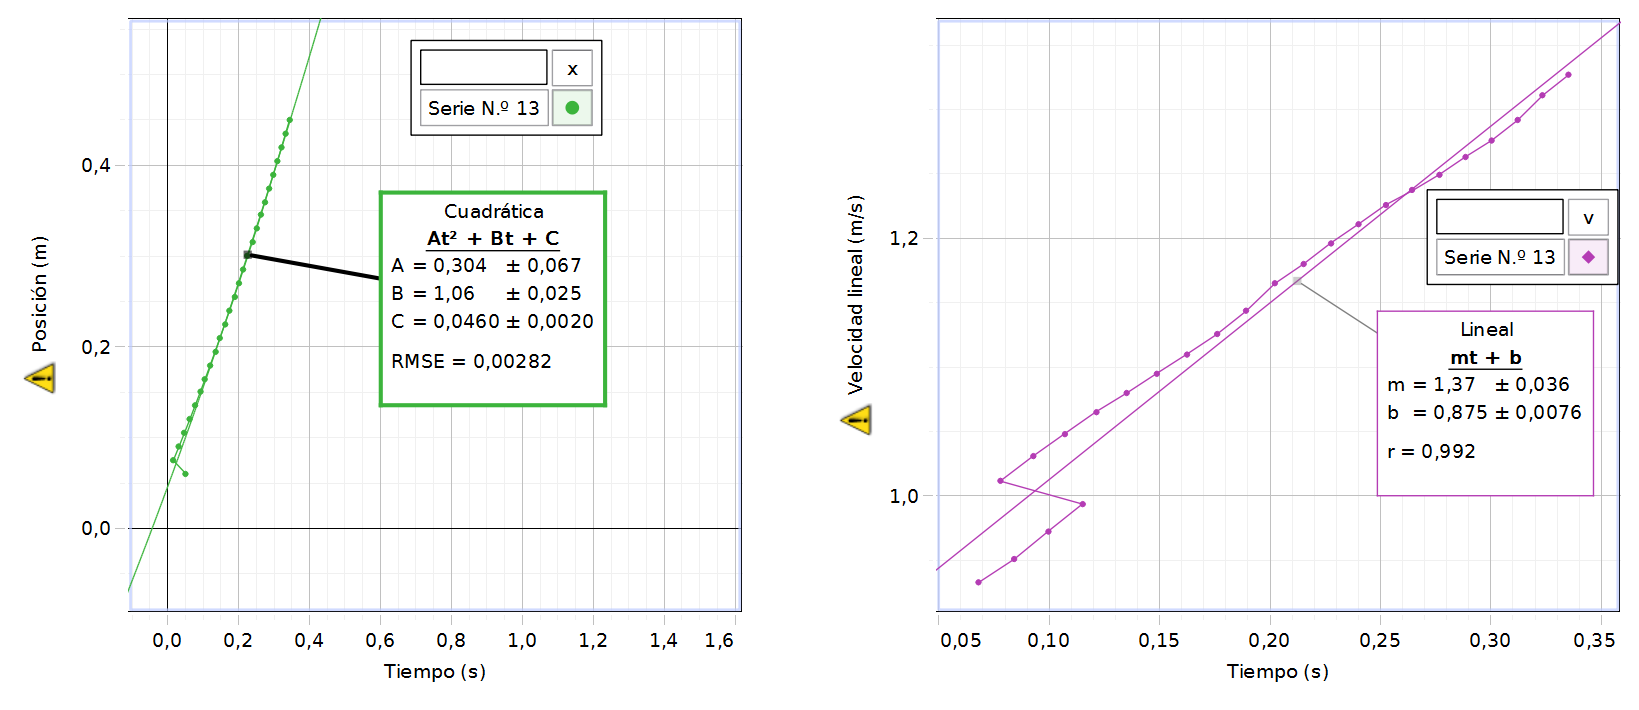 x
Serie N.º 13
0,4
0,2
0,0
Posición (m)
Cuadrática
At² + Bt + C
A = 0,304 ± 0,067
B = 1,06 ± 0,025
C = 0,0460 ± 0,0020
RMSE = 0,00282
0,0 0,2 0,4 0,6 0,8 1,0 1,2 1,4 1,6
Tiempo (s)
1,2
1,0
Velocidad lineal (m/s)
v
Serie N.º 13
Lineal
mt + b
m = 1,37 ± 0,036
b = 0,875 ± 0,0076
r = 0,992
0,05 0,10 0,15 0,20 0,25 0,30 0,35
Tiempo (s)